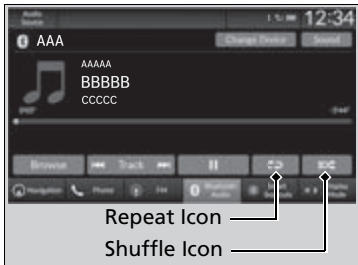 Audio
Source
12:34
AAA
Change Device
Sound
AAAAA
BBBBB
CCCCC
Browse
Track
Navigation
Phone
Bluetooth
Audio
Repeat Icon
Shuffle Icon